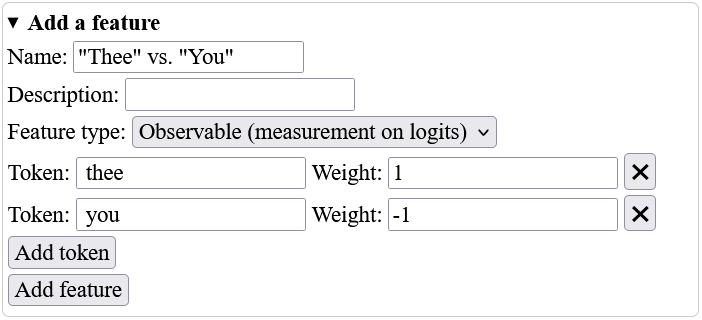 ▼ Add a feature
Name: "Thee" vs. "You"
Description:
Feature type: Observable (measurement on logits)
Token: thee Weight: 1 ✕
Token: you Weight: -1 ✕
Add token
Add feature